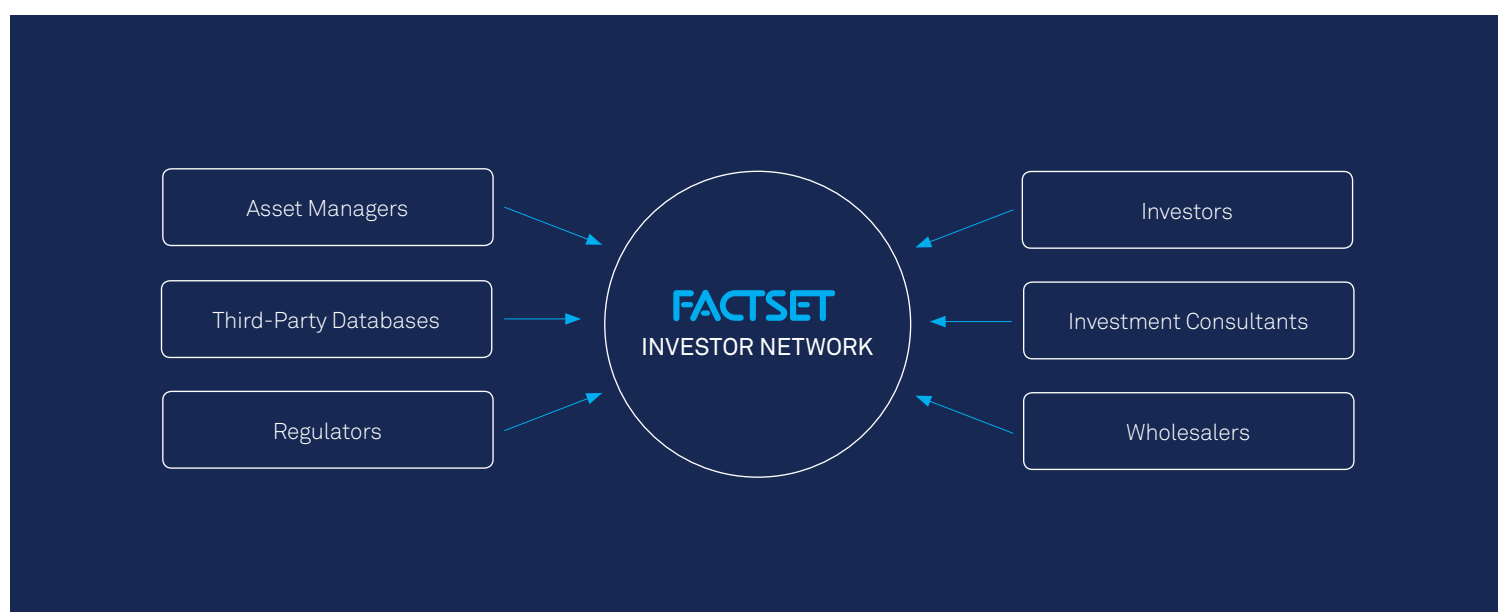 Asset Managers
Third-Party Databases
Regulators
FACTSET
INVESTOR NETWORK
Investors
Investment Consultants
Wholesalers